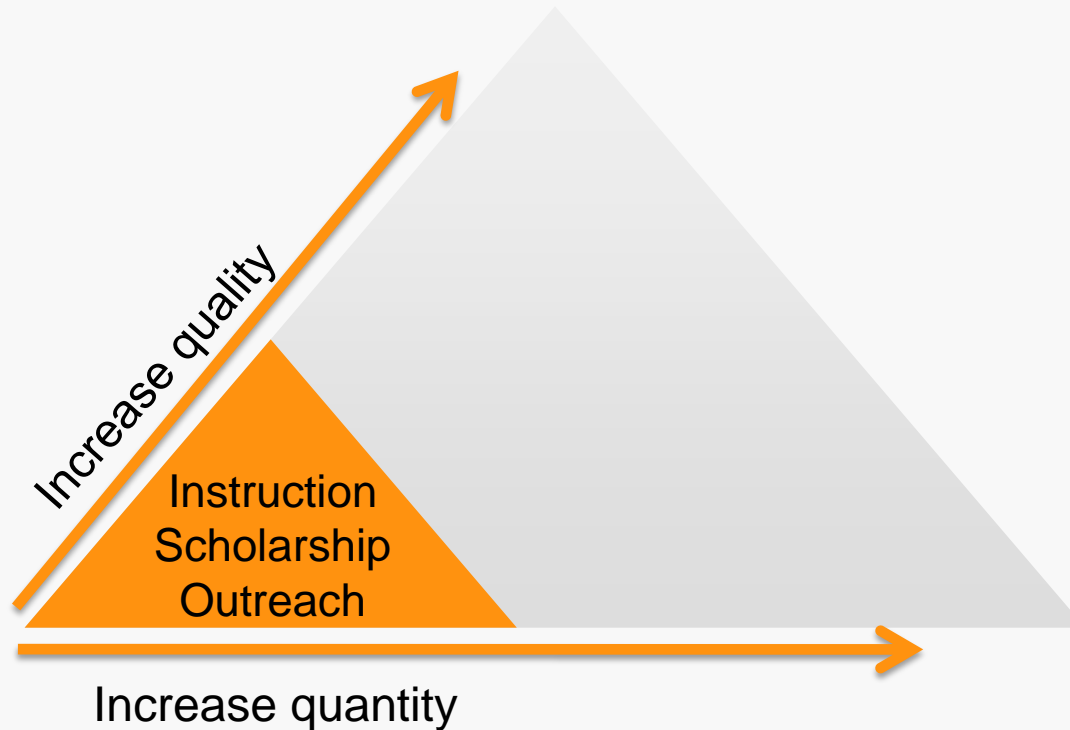 Increase quality
Instruction
Scholarship
Outreach
Increase quantity